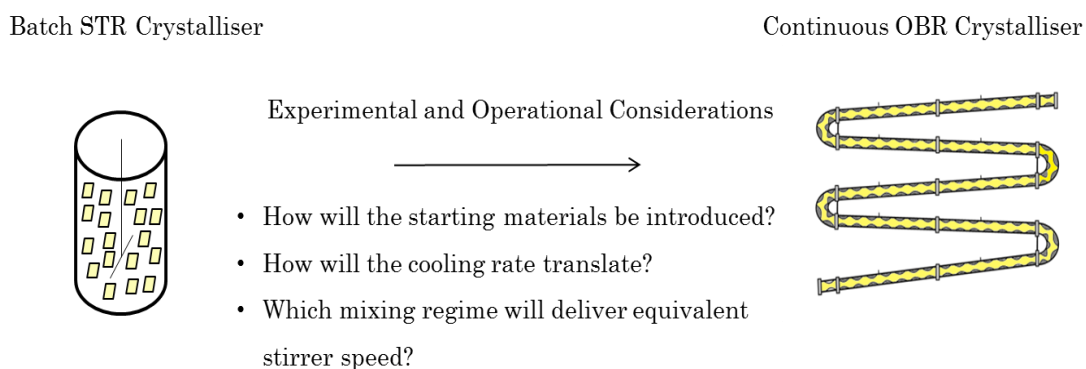 Batch STR Crystalliser
Continuous OBR Crystalliser
Experimental and Operational Considerations
• How will the starting materials be introduced?
• How will the cooling rate translate?
• Which mixing regime will deliver equivalent
stirrer speed?